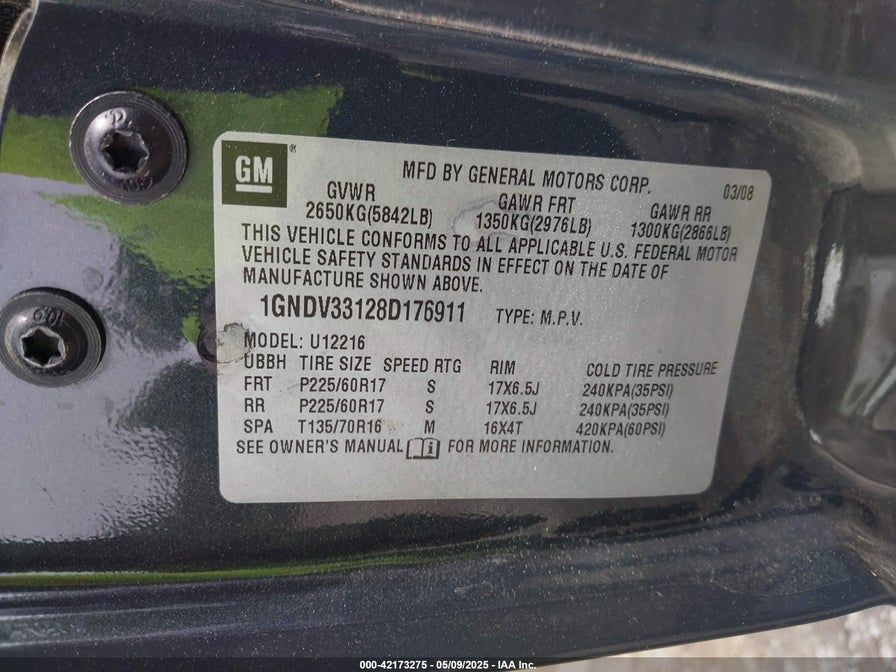 GM®
MFD BY GENERAL MOTORS CORP. 03/08
GVWR GAWR FRT GAWR RR
2650KG(5842LB) 1350KG(2976LB) 1300KG(2866LB)
THIS VEHICLE CONFORMS TO ALL APPLICABLE U.S. FEDERAL MOTOR
VEHICLE SAFETY STANDARDS IN EFFECT ON THE DATE OF
MANUFACTURE SHOWN ABOVE.
1GNDV33128D176911 TYPE: M.P.V.
MODEL: U12216
UBBH TIRE SIZE SPEED RTG RIM COLD TIRE PRESSURE
FRT P225/60R17 S 17X6.5J 240KPA(35PSI)
RR P225/60R17 S 17X6.5J 240KPA(35PSI)
SPA T135/70R16 M 16X4T 420KPA(60PSI)
SEE OWNER'S MANUAL FOR MORE INFORMATION.
000-42173275 - 05/09/2025 - IAA Inc.